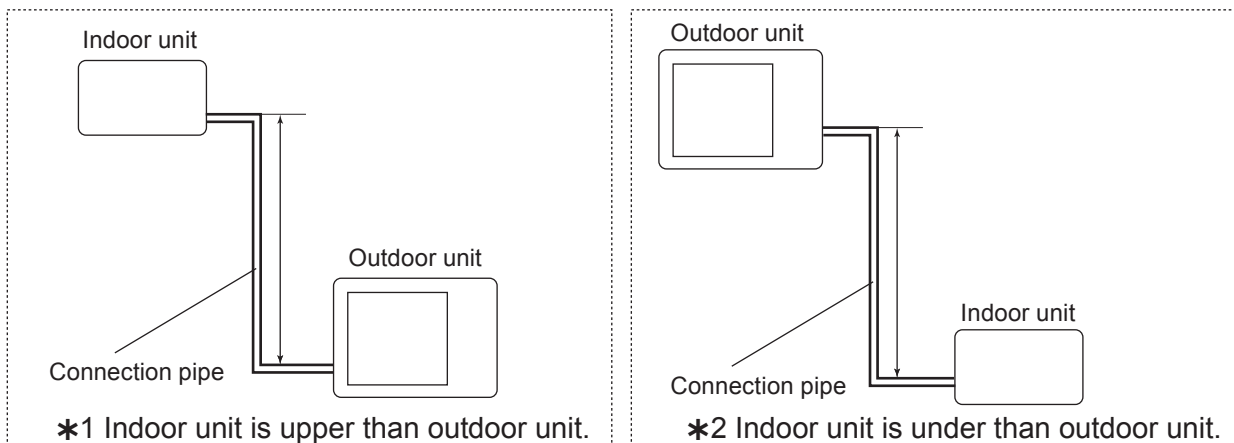 Indoor unit
Outdoor unit
Connection pipe
*1 Indoor unit is upper than outdoor unit.
Outdoor unit
Indoor unit
Connection pipe
*2 Indoor unit is under than outdoor unit.